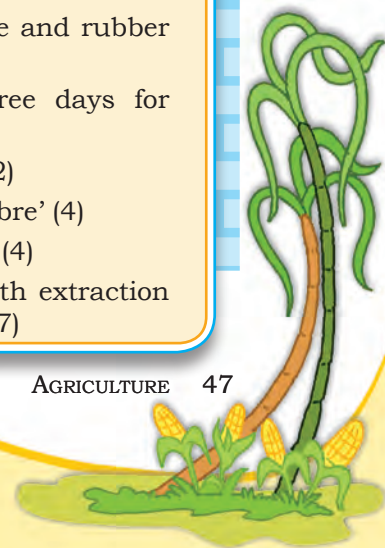 e and rubber
ree days for
2)
bre’ (4)
(4)
th extraction
7)
AGRICULTURE 47